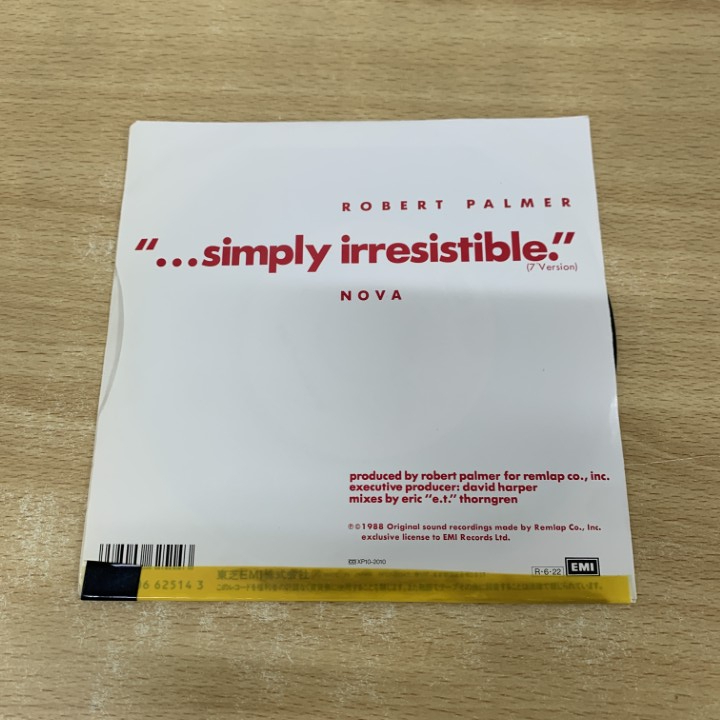 ROBERT PALMER
“...simply irresistible.”
(7″Version)
NOVA
produced by robert palmer for remlap co., inc.
executive producer: david harper
mixes by eric “e.t.” thorngren
℗©1988 Original sound recordings made by Remlap Co., Inc.
exclusive license to EMI Records Ltd.
XP10-2010
R-6·22 EMI
東芝EMI株式会社
6 62514 3